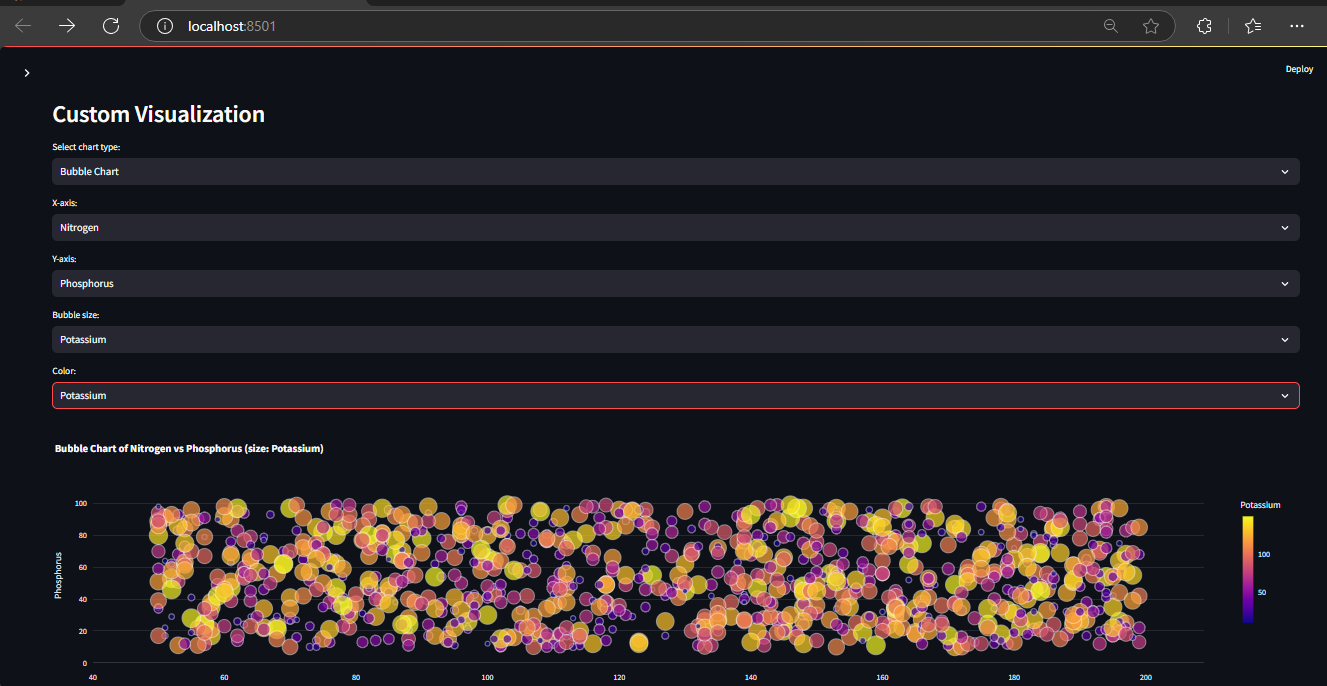 localhost:8501
Deploy
Custom Visualization
Select chart type:
Bubble Chart
X-axis:
Nitrogen
Y-axis:
Phosphorus
Bubble size:
Potassium
Color:
Potassium
Bubble Chart of Nitrogen vs Phosphorus (size: Potassium)
Potassium
100
50
Phosphorus
100
80
60
40
20
0
40 60 80 100 120 140 160 180 200